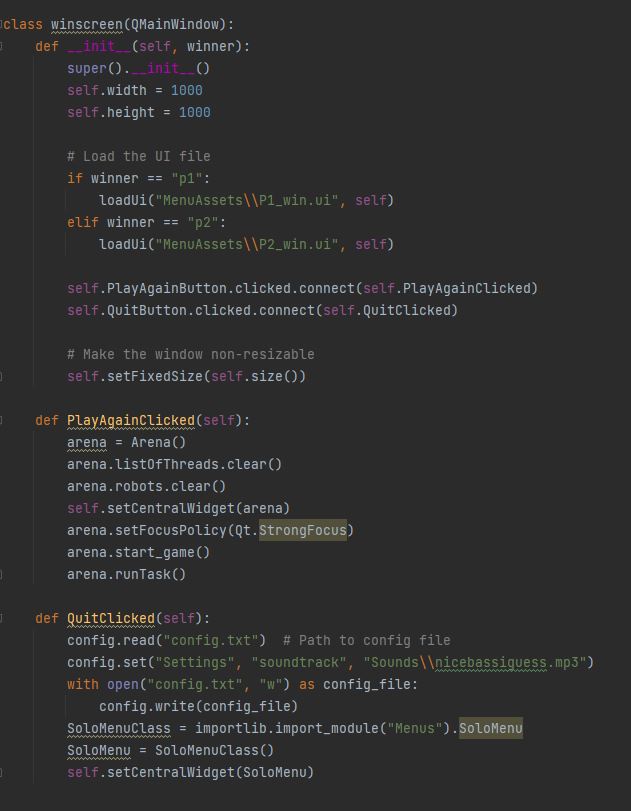 class winscreen(QMainWindow):
    def __init__(self, winner):
        super().__init__()
        self.width = 1000
        self.height = 1000

        # Load the UI file
        if winner == "p1":
            loadUi("MenuAssets\\P1_win.ui", self)
        elif winner == "p2":
            loadUi("MenuAssets\\P2_win.ui", self)

        self.PlayAgainButton.clicked.connect(self.PlayAgainClicked)
        self.QuitButton.clicked.connect(self.QuitClicked)

        # Make the window non-resizable
        self.setFixedSize(self.size())

    def PlayAgainClicked(self):
        arena = Arena()
        arena.listOfThreads.clear()
        arena.robots.clear()
        self.setCentralWidget(arena)
        arena.setFocusPolicy(Qt.StrongFocus)
        arena.start_game()
        arena.runTask()

    def QuitClicked(self):
        config.read("config.txt")  # Path to config file
        config.set("Settings", "soundtrack", "Sounds\\nicebassiguess.mp3")
        with open("config.txt", "w") as config_file:
            config.write(config_file)
        SoloMenuClass = importlib.import_module("Menus").SoloMenu
        SoloMenu = SoloMenuClass()
        self.setCentralWidget(SoloMenu)